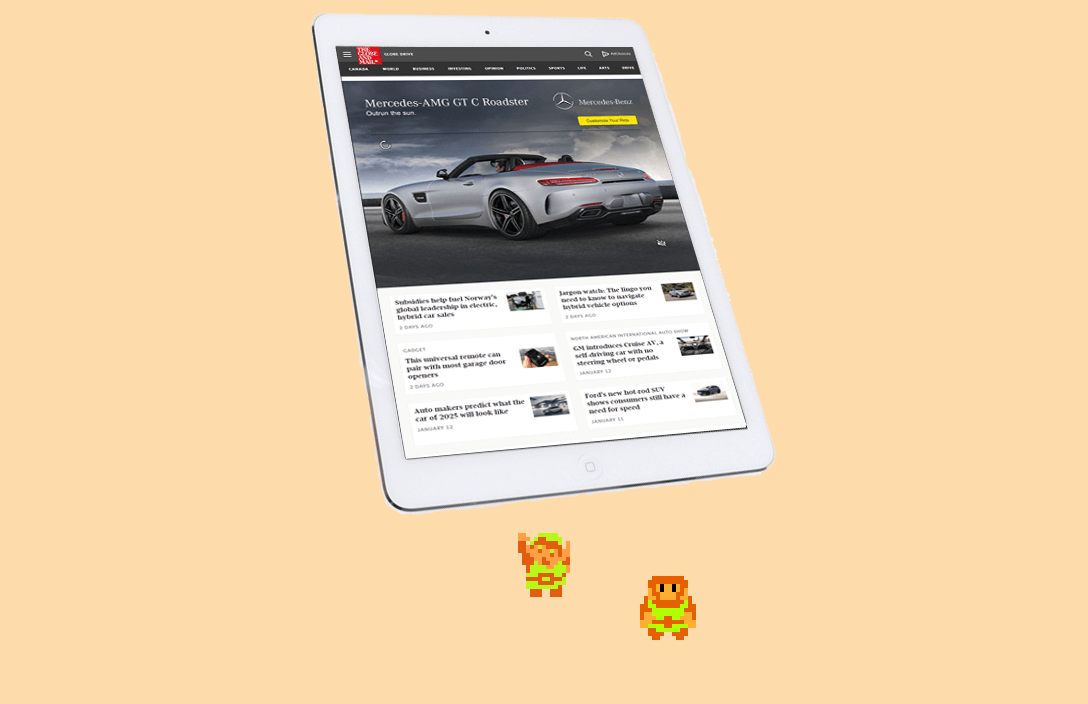 THE
GLOBE
AND
MAIL
GLOBE DRIVE
CANADA WORLD BUSINESS INVESTING OPINION POLITICS SPORTS LIFE ARTS DRIVE
Mercedes-AMG GT C Roadster
Outrun the sun.
Mercedes-Benz
Customize Your Ride
Subsidies help fuel Norway's
global leadership in electric,
hybrid car sales
2 DAYS AGO
Jargon watch: The lingo you
need to know to navigate
hybrid vehicle options
2 DAYS AGO
GADGET
This universal remote can
pair with most garage door
openers
2 DAYS AGO
NORTH AMERICAN INTERNATIONAL AUTO SHOW
GM introduces Cruise AV, a
self-driving car with no
steering wheel or pedals
JANUARY 12
Auto makers predict what the
car of 2025 will look like
JANUARY 12
Ford's new hot-rod SUV
shows consumers still have a
need for speed
JANUARY 11